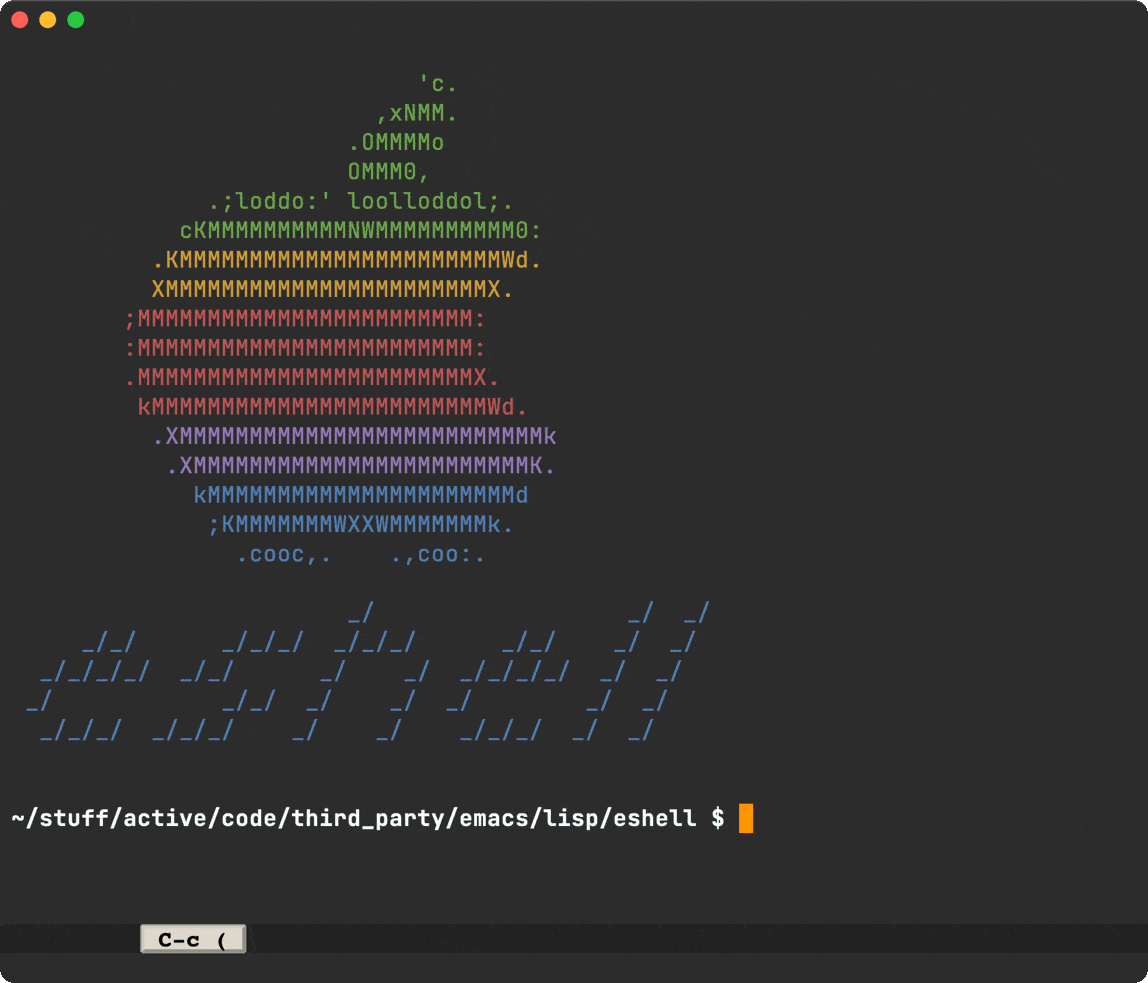 'c.
                          ,xNMM.
                        .OMMMMo
                        OMMM0,
              .;loddo:' loolloddol;.
            cKMMMMMMMMMMNWMMMMMMMMMM0:
          .KMMMMMMMMMMMMMMMMMMMMMMMWd.
          XMMMMMMMMMMMMMMMMMMMMMMMX.
        ;MMMMMMMMMMMMMMMMMMMMMMMM:
        :MMMMMMMMMMMMMMMMMMMMMMMM:
        .MMMMMMMMMMMMMMMMMMMMMMMMX.
         kMMMMMMMMMMMMMMMMMMMMMMMMWd.
          .XMMMMMMMMMMMMMMMMMMMMMMMMMMk
           .XMMMMMMMMMMMMMMMMMMMMMMMMK.
             kMMMMMMMMMMMMMMMMMMMMMMd
              ;KMMMMMMMWXXWMMMMMMMk.
                .cooc,.    .,coo:.
                        _/                  _/  _/
     _/_/      _/_/_/  _/_/_/      _/_/    _/  _/
  _/_/_/_/  _/_/      _/    _/  _/_/_/_/  _/  _/
 _/            _/_/  _/    _/  _/        _/  _/
  _/_/_/  _/_/_/    _/    _/    _/_/_/  _/  _/
~/stuff/active/code/third_party/emacs/lisp/eshell $
C-c (